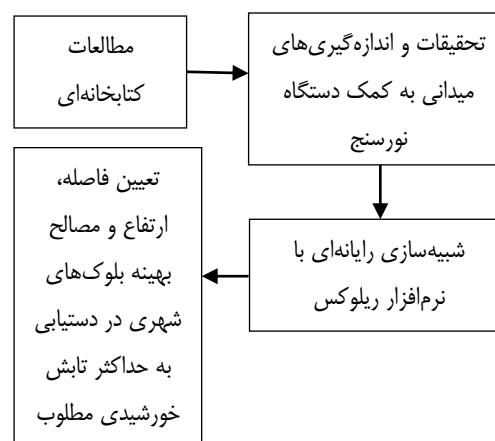 مطالعات
کتابخانه‌ای
تحقیقات و اندازه‌گیری‌های
میدانی به کمک دستگاه
نورسنج
شبیه‌سازی رایانه‌ای با
نرم‌افزار ریلوکس
تعیین فاصله،
ارتفاع و مصالح
بهینه بلوک‌های
شهری در دستیابی
به حداکثر تابش
خورشیدی مطلوب